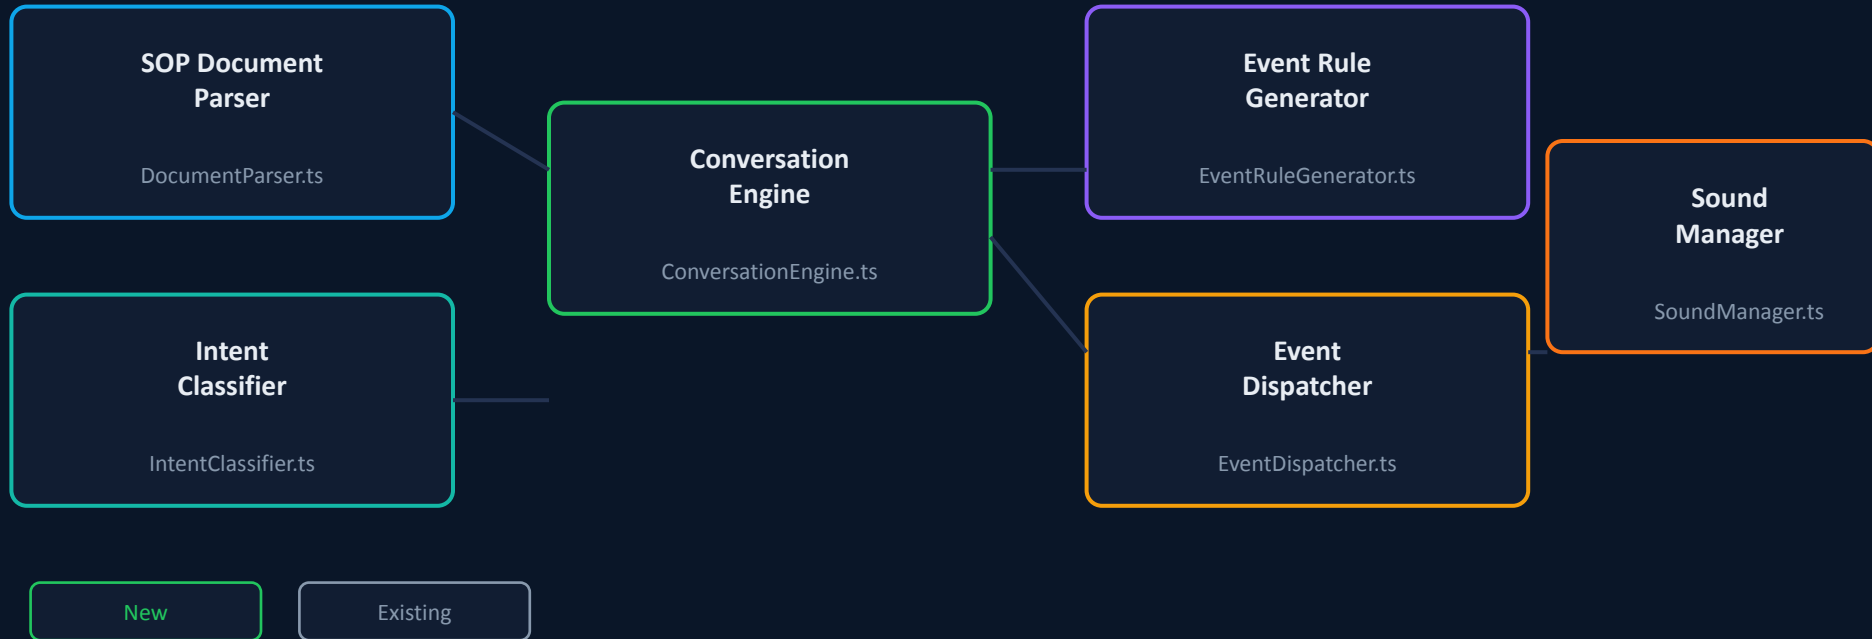 SOP Document
Parser
DocumentParser.ts
Intent
Classifier
IntentClassifier.ts
Conversation
Engine
ConversationEngine.ts
Event Rule
Generator
EventRuleGenerator.ts
Event
Dispatcher
EventDispatcher.ts
Sound
Manager
SoundManager.ts
New
Existing